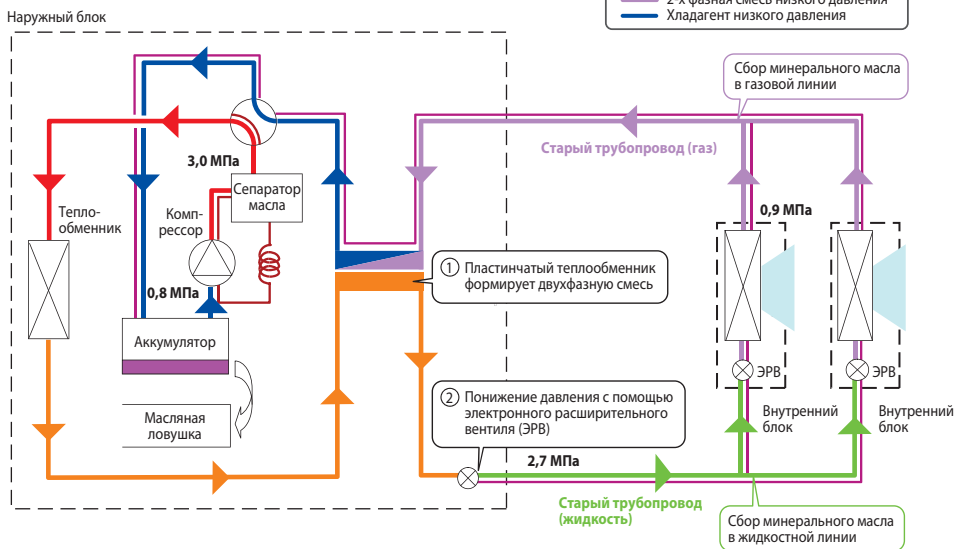 2-х фазная смесь низкого давления
Хладагент низкого давления
Наружный блок
Сбор минерального масла
в газовой линии
Старый трубопровод (газ)
3,0 МПа
Сепаратор
масла
Тепло-
обменник
Комп-
рессор
0,9 МПа
1 Пластинчатый теплообменник
формирует двухфазную смесь
0,8 МПа
Аккумулятор
ЭРВ
ЭРВ
2 Понижение давления с помощью
электронного расширительного
вентиля (ЭРВ)
Масляная
ловушка
Внутренний
блок
Внутренний
блок
2,7 МПа
Старый трубопровод
(жидкость)
Сбор минерального масла
в жидкостной линии